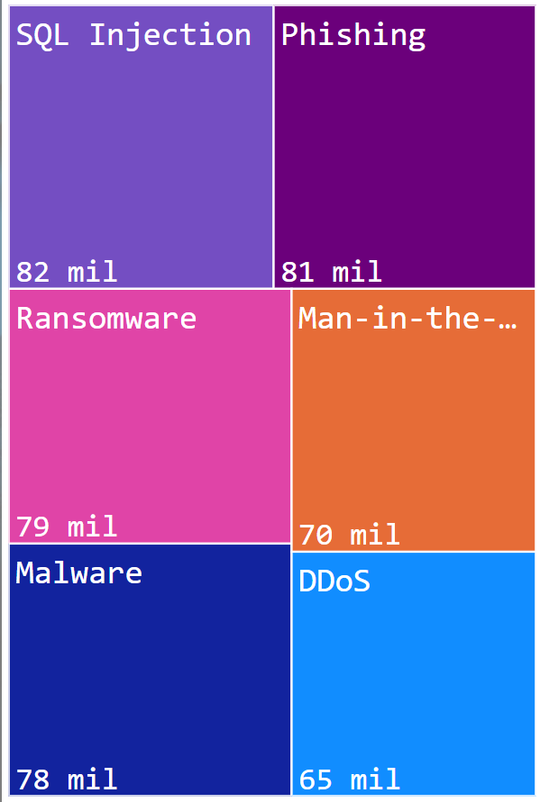 SQL Injection
82 mil
Phishing
81 mil
Ransomware
79 mil
Man-in-the-…
70 mil
Malware
78 mil
DDoS
65 mil